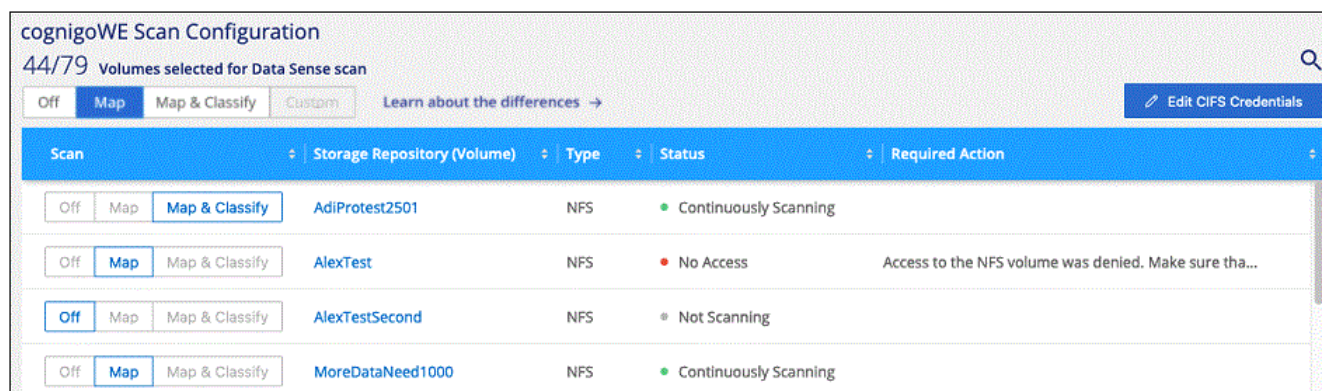 cognigoWE Scan Configuration
44/79 Volumes selected for Data Sense scan
Off Map Map & Classify Custom Learn about the differences → Edit CIFS Credentials
Scan Storage Repository (Volume) Type Status Required Action
Off Map Map & Classify AdiProtest2501 NFS Continuously Scanning
Off Map Map & Classify AlexTest NFS No Access Access to the NFS volume was denied. Make sure tha...
Off Map Map & Classify AlexTestSecond NFS Not Scanning
Off Map Map & Classify MoreDataNeed1000 NFS Continuously Scanning